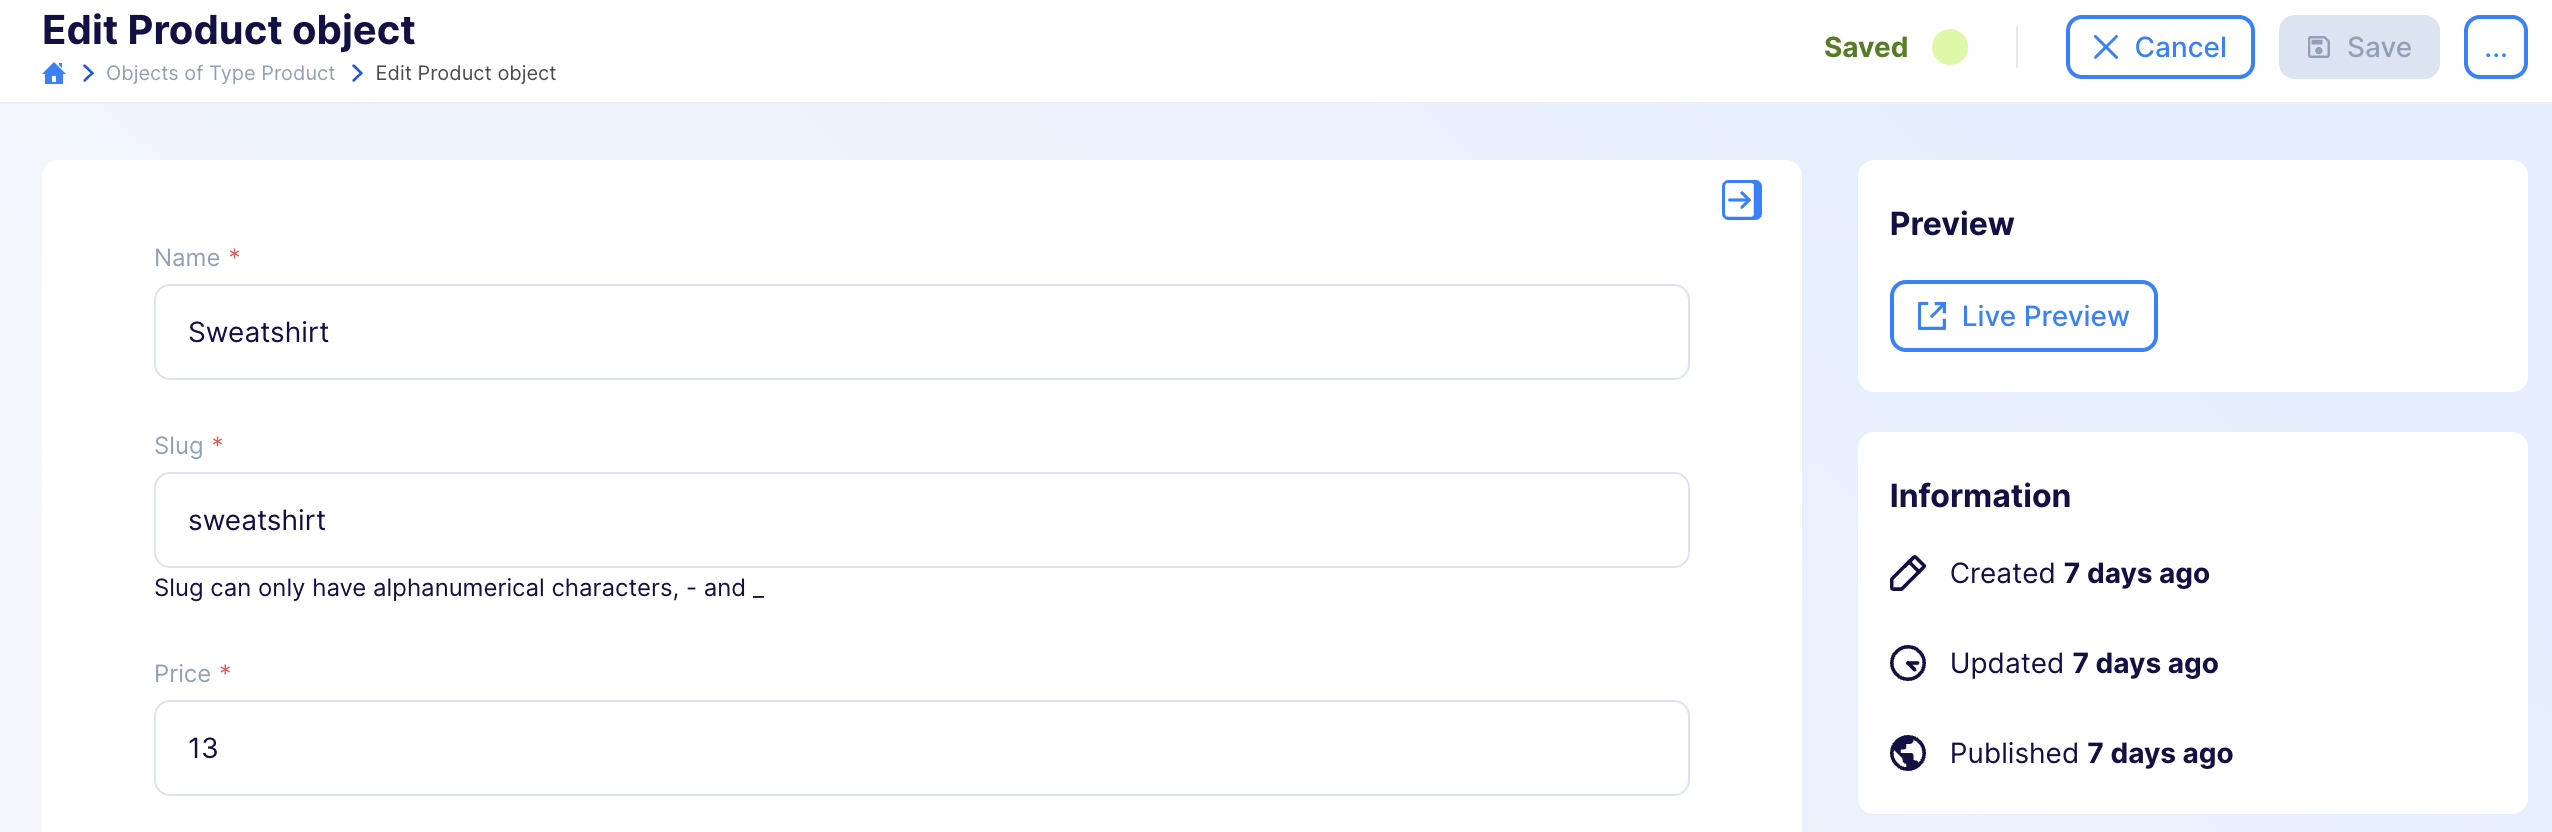 Edit Product object
Objects of Type Product Edit Product object
Saved
Cancel
Save
...
Name *
Sweatshirt
Slug *
sweatshirt
Slug can only have alphanumerical characters, - and _
Price *
13
Preview
Live Preview
Information
Created 7 days ago
Updated 7 days ago
Published 7 days ago